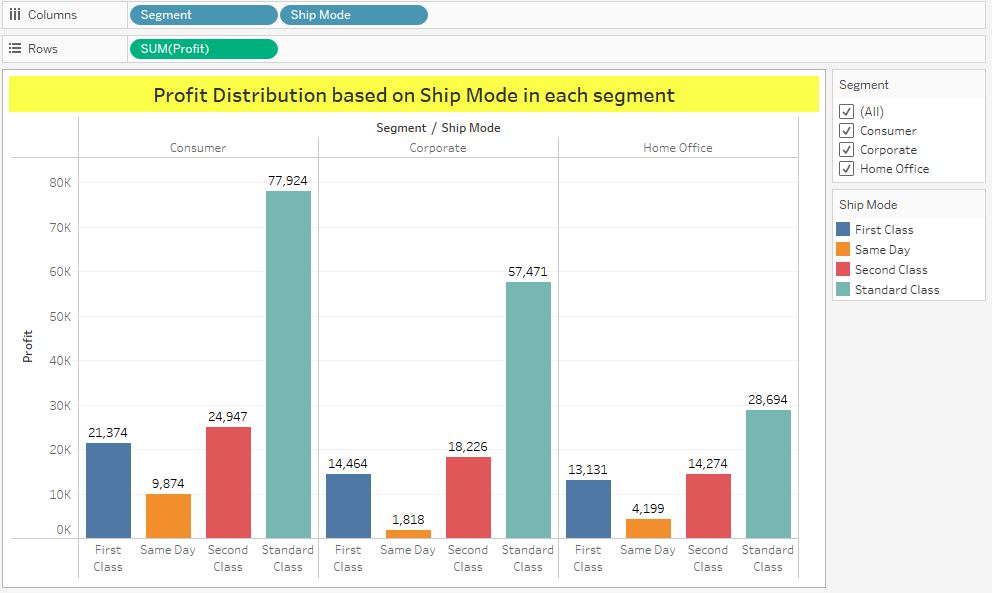 Columns Segment Ship Mode
Rows SUM(Profit)
Profit Distribution based on Ship Mode in each segment
Segment / Ship Mode
Consumer Corporate Home Office
Profit
80K
70K
60K
50K
40K
30K
20K
10K
0K
21,374
9,874
24,947
77,924
14,464
1,818
18,226
57,471
13,131
4,199
14,274
28,694
First Class Same Day Second Class Standard Class First Class Same Day Second Class Standard Class First Class Same Day Second Class Standard Class
Segment
(All)
Consumer
Corporate
Home Office
Ship Mode
First Class
Same Day
Second Class
Standard Class